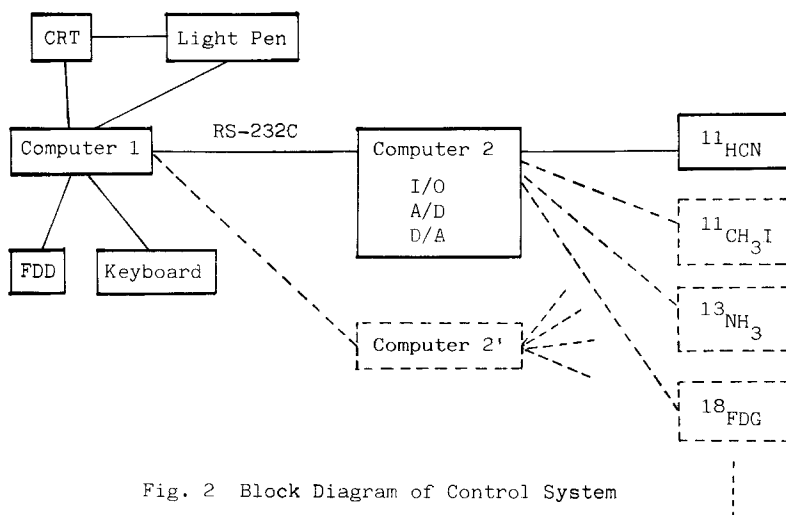 CRT
Light Pen
Computer 1
RS-232C
Computer 2
I/O
A/D
D/A
11HCN
11CH3I
13NH3
18FDG
FDD
Keyboard
Computer 2'
Fig. 2 Block Diagram of Control System